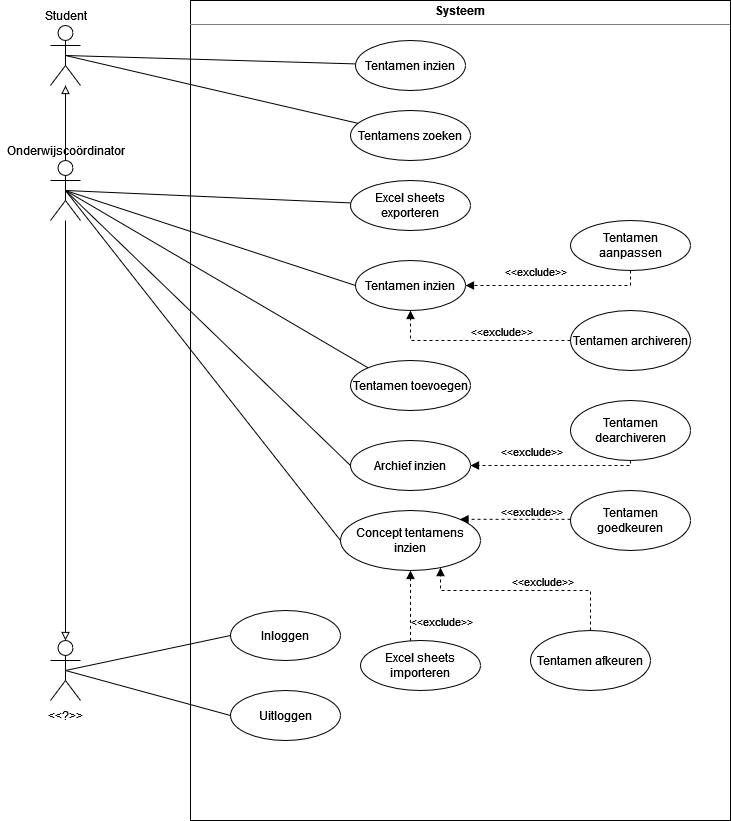 Systeem
Student
Tentamen inzien
Tentamens zoeken
Onderwijscoördinator
Excel sheets
exporteren
Tentamen
aanpassen
<<exclude>>
Tentamen inzien
<<exclude>>
Tentamen archiveren
Tentamen toevoegen
Tentamen
dearchiveren
<<exclude>>
Archief inzien
<<exclude>>
Tentamen
goedkeuren
Concept tentamens
inzien
<<exclude>>
<<exclude>>
Inloggen
Excel sheets
importeren
Tentamen afkeuren
<<?>>
Uitloggen